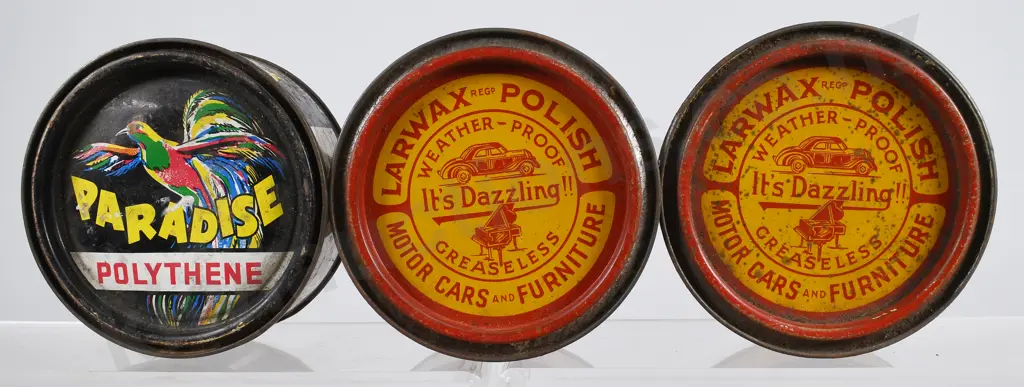 PARADISE
POLYTHENE
LARWAX REGD POLISH
WEATHER-PROOF
It's Dazzling!!
GREASELESS
MOTOR CARS AND FURNITURE
LARWAX REGD POLISH
WEATHER-PROOF
It's Dazzling!!
GREASELESS
MOTOR CARS AND FURNITURE